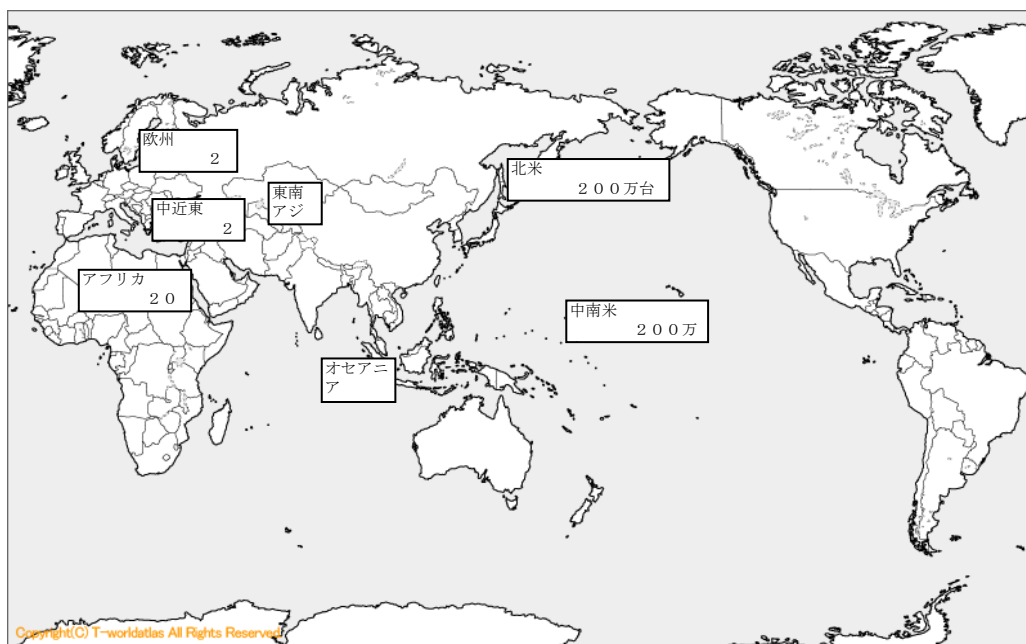 欧州
２
北米
２００万台
東南
アジ
中近東
２
アフリカ
２０
中南米
２００万
オセアニ
ア
Copyright(C) T-worldatlas All Rights Reserved